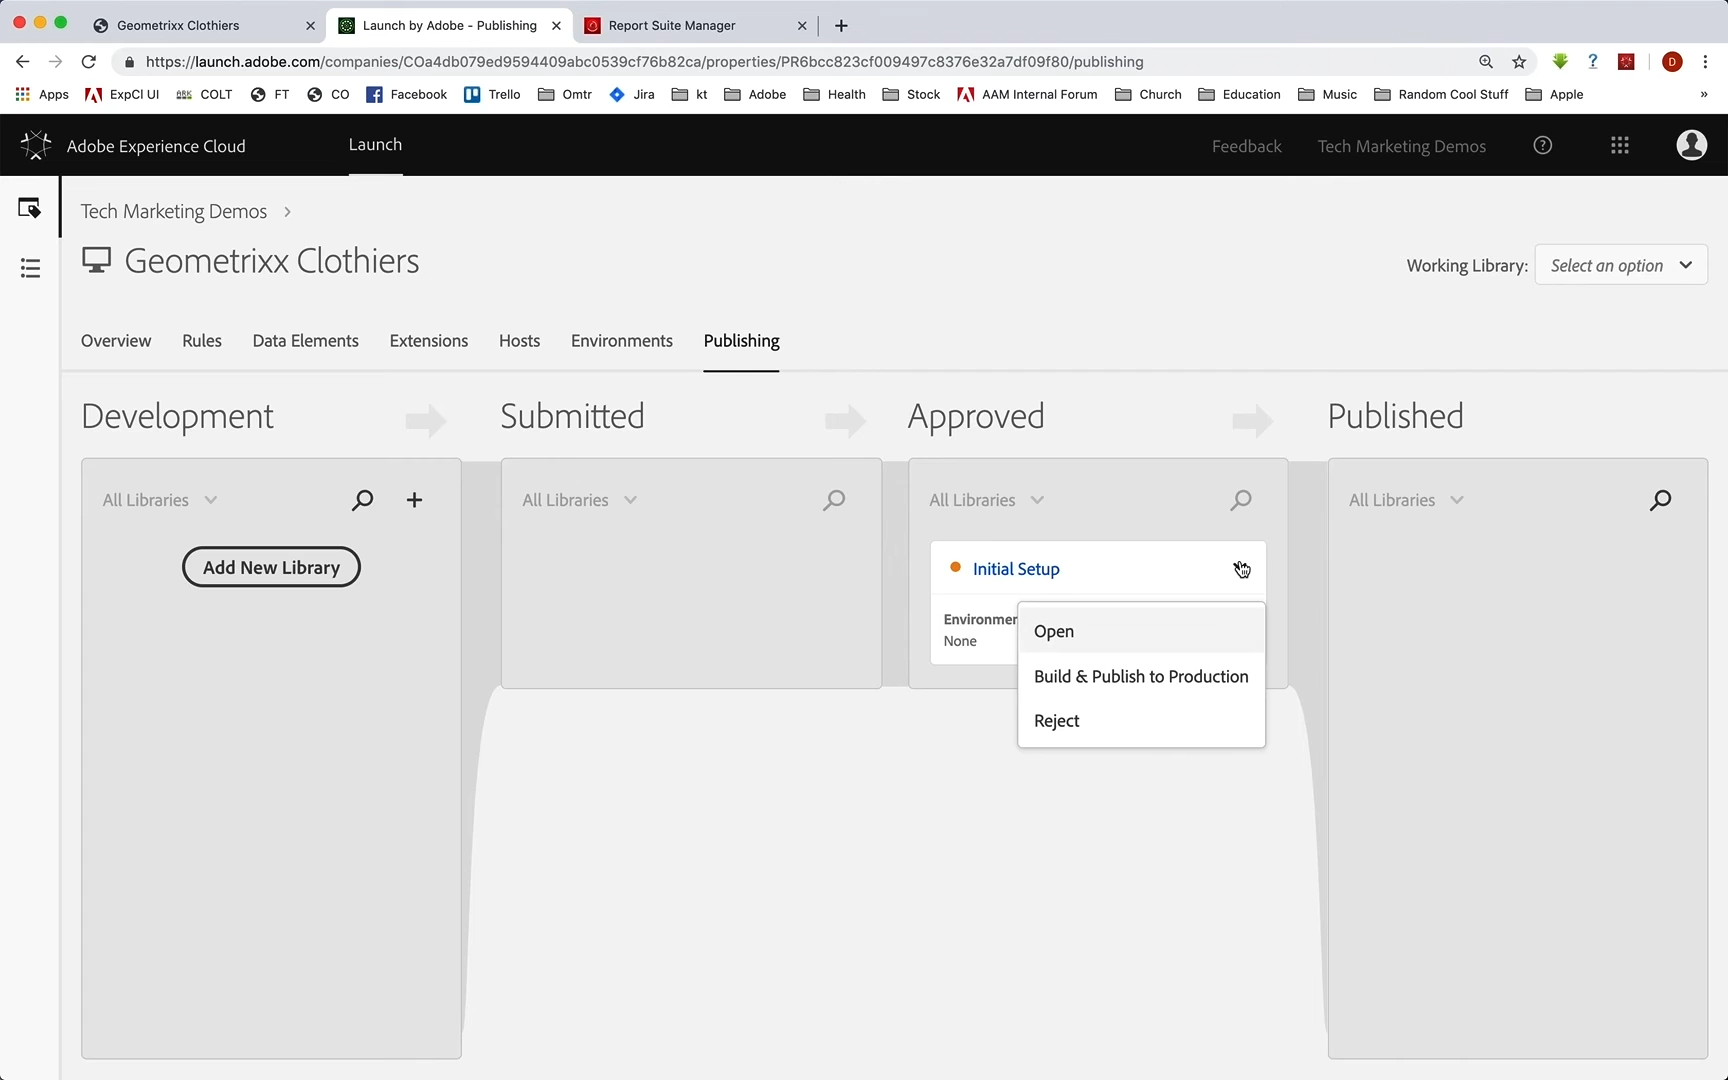 Geometrixx Clothiers
Launch by Adobe - Publishing
Report Suite Manager
https://launch.adobe.com/companies/COa4db079ed9594409abc0539cf76b82ca/properties/PR6bcc823cf009497c8376e32a7df09f80/publishing
D
Apps ExpCl UI COLT FT CO Facebook Trello Omtr Jira kt Adobe Health Stock AAM Internal Forum Church Education Music Random Cool Stuff Apple »
Adobe Experience Cloud Launch Feedback Tech Marketing Demos
Tech Marketing Demos
Geometrixx Clothiers
Working Library: Select an option
Overview Rules Data Elements Extensions Hosts Environments Publishing
Development Submitted Approved Published
All Libraries All Libraries All Libraries All Libraries
Add New Library
Initial Setup
Environmen
None
Open
Build & Publish to Production
Reject